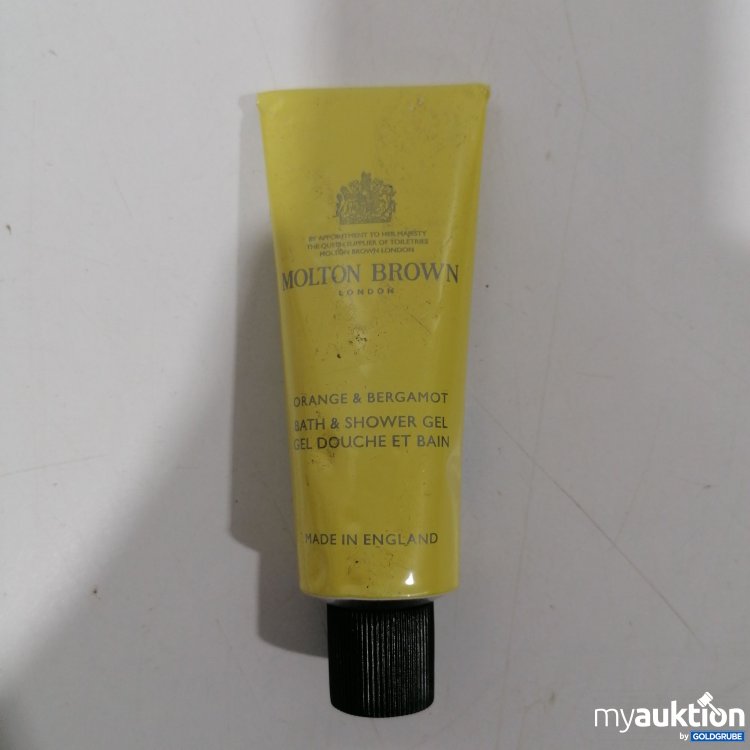 BY APPOINTMENT TO HER MAJESTY
THE QUEEN SUPPLIER OF TOILETRIES
MOLTON BROWN LONDON
MOLTON BROWN
LONDON
ORANGE & BERGAMOT
BATH & SHOWER GEL
GEL DOUCHE ET BAIN
MADE IN ENGLAND
myauktion
by GOLDGRUBE